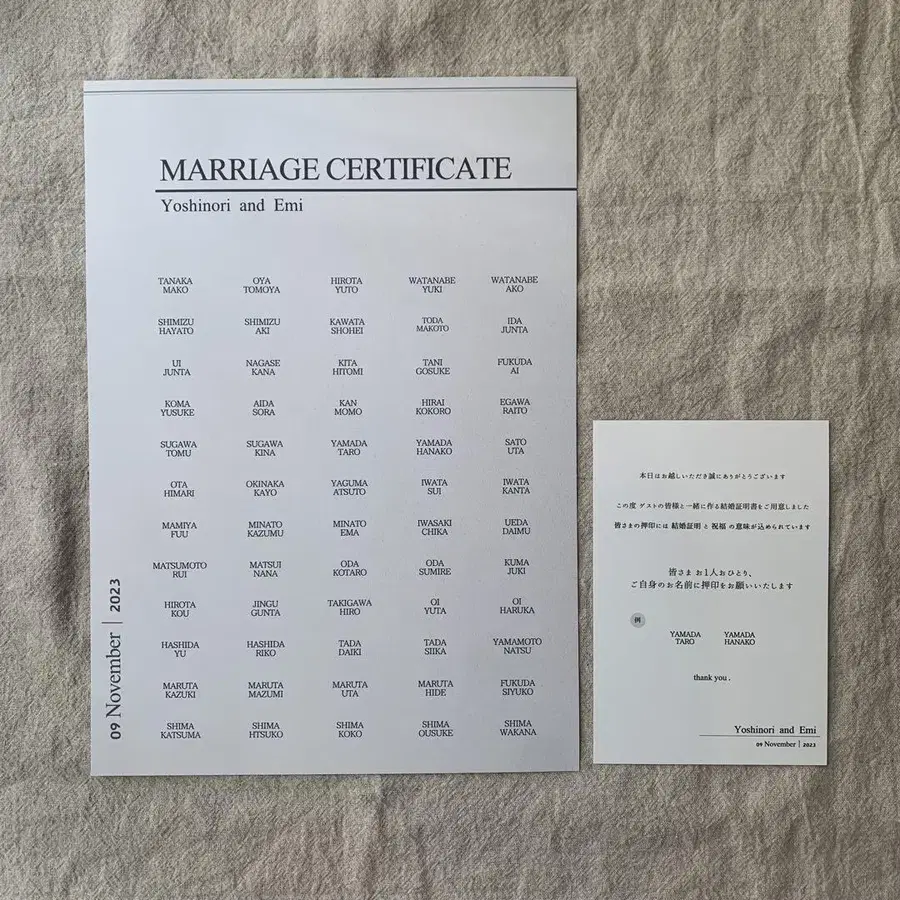 MARRIAGE CERTIFICATE
Yoshinori and Emi
TANAKA OYA HIROTA WATANABE WATANABE
MAKO TOMOYA YUTO YUKI AKO
SHIMIZU SHIMIZU KAWATA TODA IDA
HAYATO AKI SHOHEI MAKOTO JUNTA
UI NAGASE KITA TANI FUKUDA
JUNTA KANA HITOMI GOSUKE AI
KOMA AIDA KAN HIRAI EGAWA
YUSUKE SORA MOMO KOKORO RAITO
SUGAWA SUGAWA YAMADA YAMADA SATO
TOMU KINA TARO HANAKO UTA
OTA OKINAKA YAGUMA IWATA IWATA
HIMARI KAYO ATSUTO SUI KANTA
MAMIYA MINATO MINATO IWASAKI UEDA
FUU KAZUMU EMA CHIKA DAIMU
MATSUMOTO MATSUI ODA ODA KUMA
RUI NANA KOTARO SUMIRE JUKI
HIROTA JINGU TAKIGAWA OI OI
KOU GUNTA HIRO YUTA HARUKA
HASHIDA HASHIDA TADA TADA YAMAMOTO
YU RIKO DAIKI SIIKA NATSU
MARUTA MARUTA MARUTA MARUTA FUKUDA
KAZUKI MAZUMI UTA HIDE SIYUKO
SHIMA SHIMA SHIMA SHIMA SHIMA
KATSUMA HTSUKO KOKO OUSUKE WAKANA
09 November | 2023
本日はお越しいただき誠にありがとうございます
この度 ゲストの皆様と一緒に作る結婚証明書をご用意しました
皆さまの押印には 結婚証明 と 祝福 の意味が込められています
皆さま お1人おひとり、
ご自身のお名前に押印をお願いいたします
例
YAMADA YAMADA
TARO HANAKO
thank you .
Yoshinori and Emi
09 November | 2023